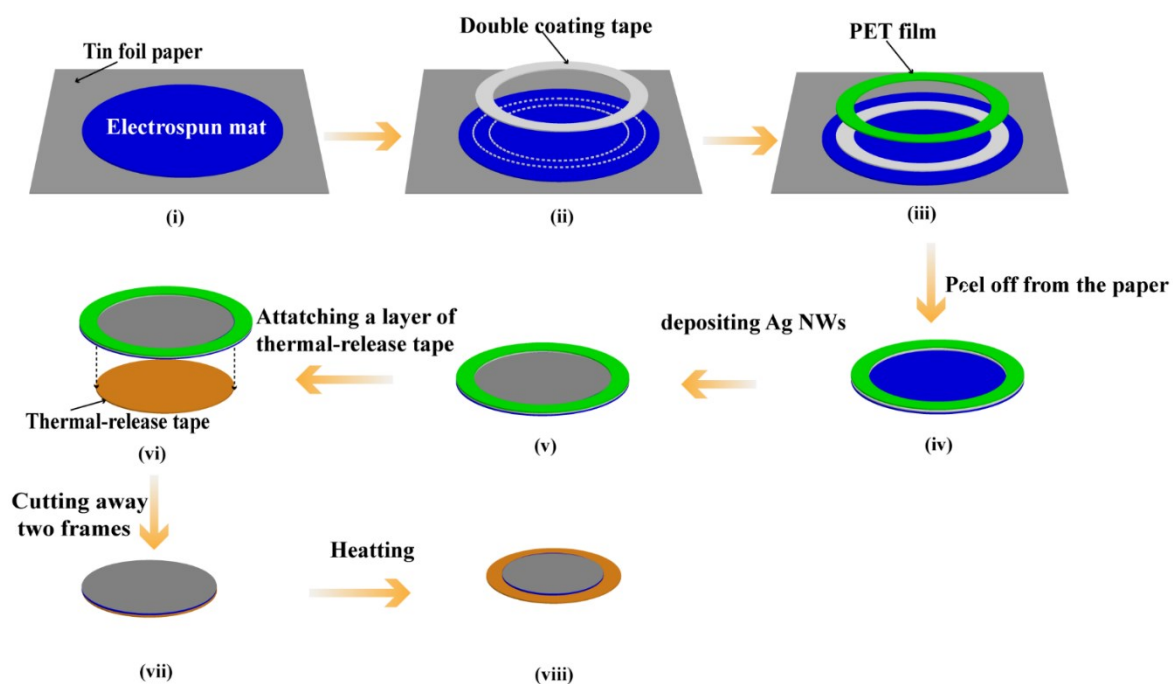 Tin foil paper
Electrospun mat
(i)
Double coating tape
(ii)
PET film
(iii)
Peel off from the paper
(iv)
depositing Ag NWs
(v)
Attatching a layer of
thermal-release tape
Thermal-release tape
(vi)
Cutting away
two frames
(vii)
Heatting
(viii)